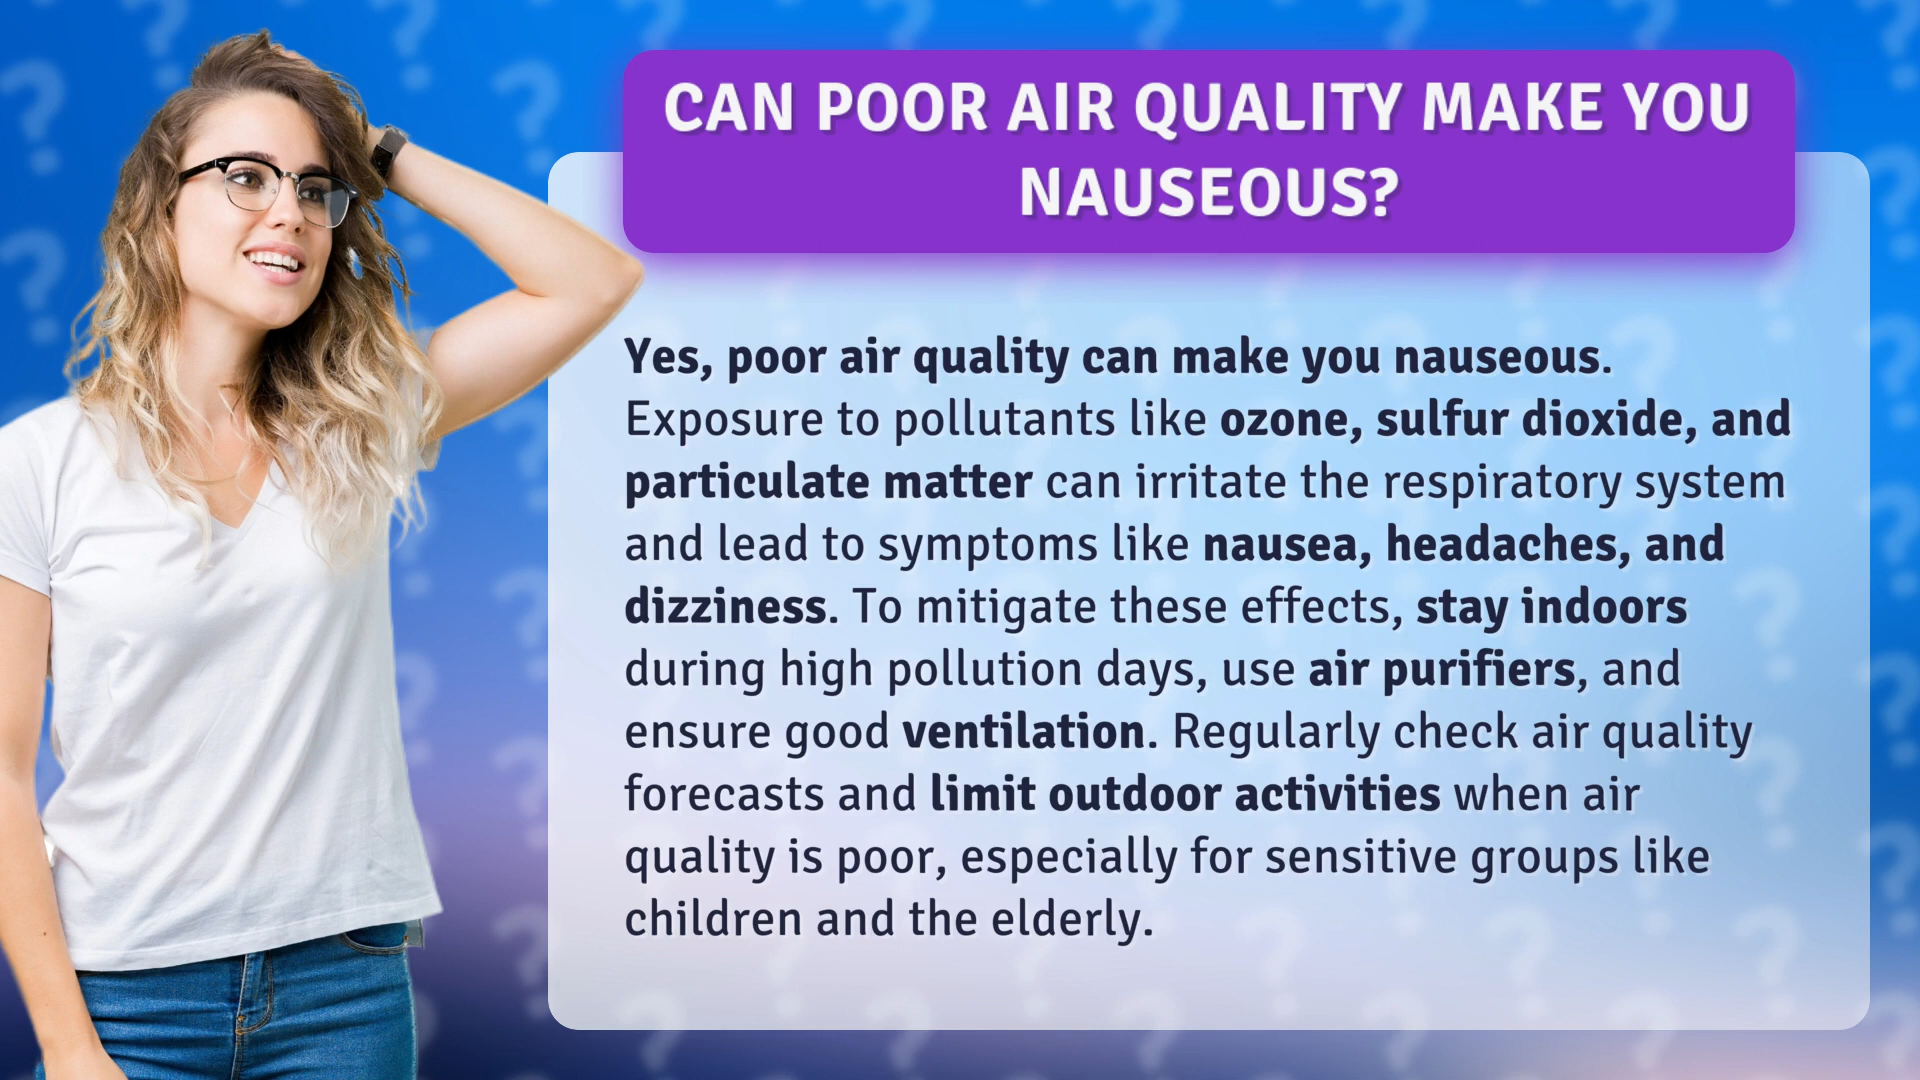 CAN POOR AIR QUALITY MAKE YOU
NAUSEOUS?
Yes, poor air quality can make you nauseous.
Exposure to pollutants like ozone, sulfur dioxide, and
particulate matter can irritate the respiratory system
and lead to symptoms like nausea, headaches, and
dizziness. To mitigate these effects, stay indoors
during high pollution days, use air purifiers, and
ensure good ventilation. Regularly check air quality
forecasts and limit outdoor activities when air
quality is poor, especially for sensitive groups like
children and the elderly.